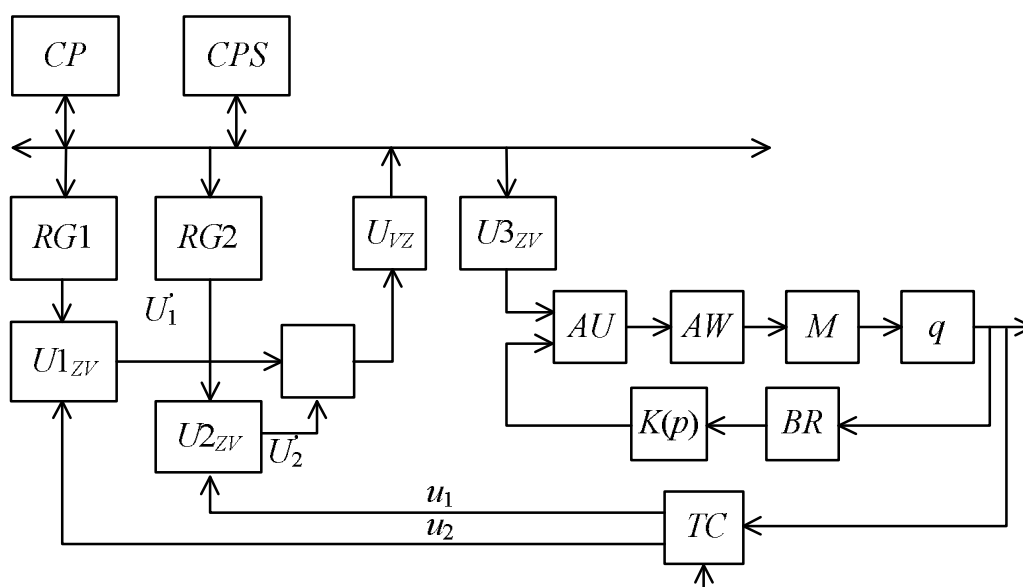 CP
CPS
RG1
RG2
U_VZ
U3_ZV
U'_1
AU
AW
M
q
U1_ZV
U2_ZV
U'_2
K(p)
BR
u_1
u_2
TC